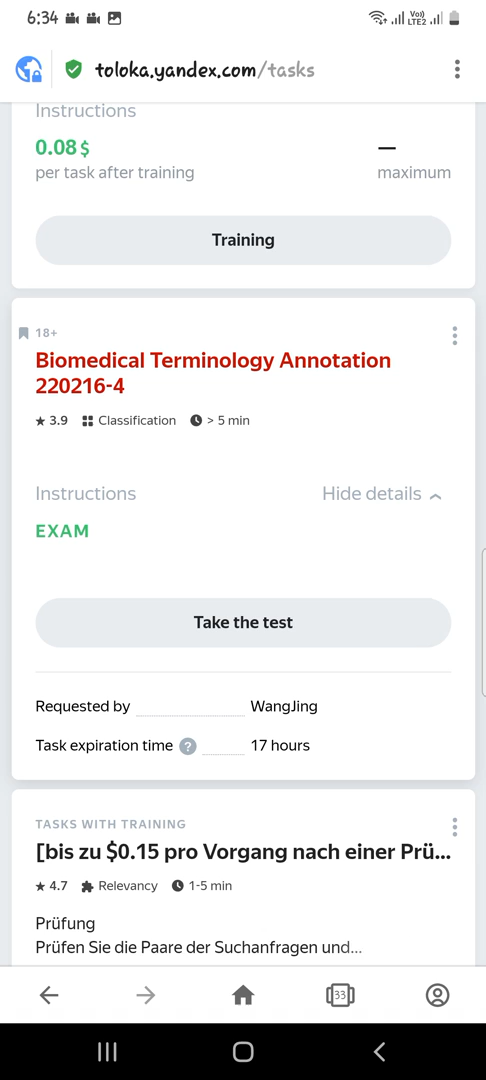 6:34
Vo))
LTE2
toloka.yandex.com/tasks
Instructions
0.08$
—
per task after training
maximum
Training
18+
Biomedical Terminology Annotation
220216-4
3.9 Classification > 5 min
Instructions
Hide details
EXAM
Take the test
Requested by WangJing
Task expiration time ? 17 hours
TASKS WITH TRAINING
[bis zu $0.15 pro Vorgang nach einer Prü...
4.7 Relevancy 1-5 min
Prüfung
Prüfen Sie die Paare der Suchanfragen und...
33